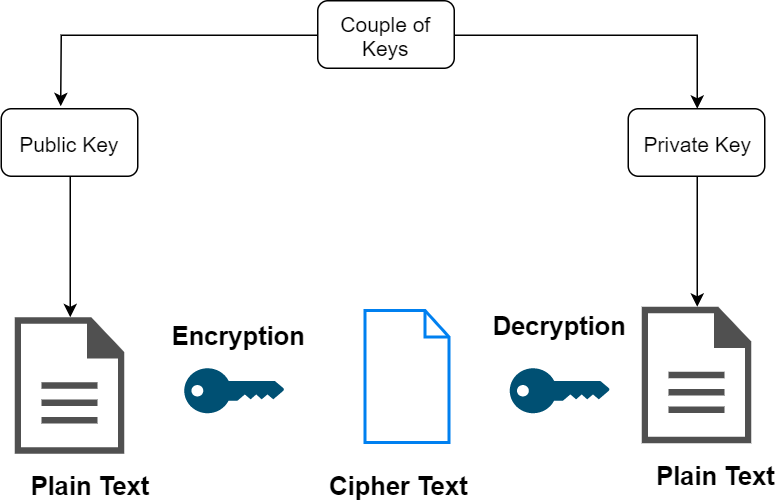 Couple of
Keys
Public Key
Private Key
Encryption
Decryption
Plain Text
Cipher Text
Plain Text